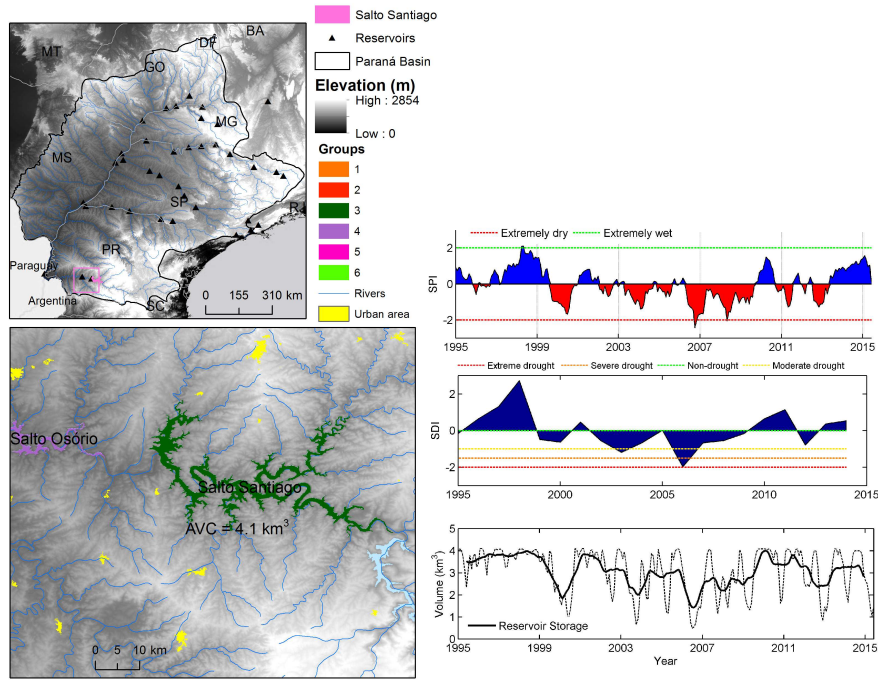 Salto Santiago
Reservoirs
Paraná Basin
Elevation (m)
High : 2854
Low : 0
Groups
1
2
3
4
5
6
Rivers
Urban area
MT
DF
BA
GO
MG
MS
SP
PR
SC
Paraguay
Argentina
0 155 310 km
Salto Osório
Salto Santiago
AVC = 4.1 km³
0 5 10 km
Extremely dry
Extremely wet
SPI
2
0
-2
1995 1999 2003 2007 2011 2015
Extreme drought
Severe drought
Non-drought
Moderate drought
SDI
2
0
-2
1995 2000 2005 2010 2015
Volume (km³)
5
4
3
2
1
0
Reservoir Storage
1995 1999 2003 2007 2011 2015
Year